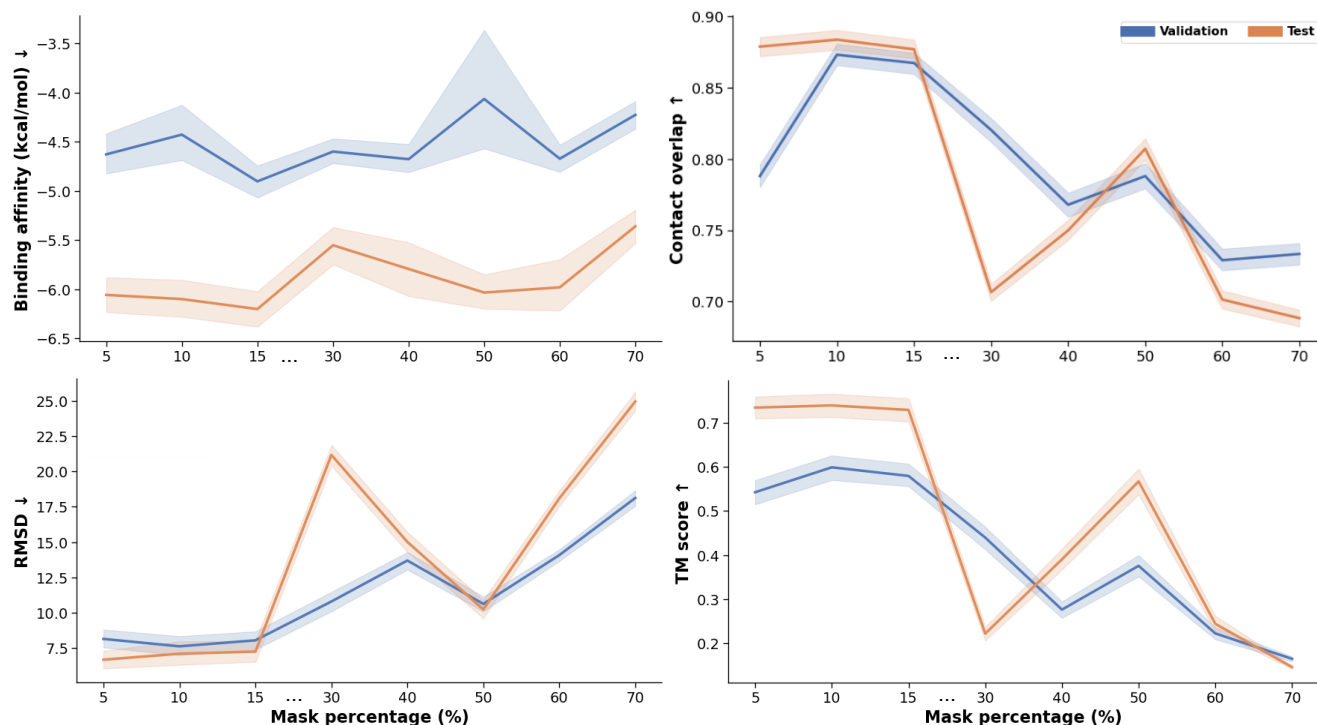 Binding affinity (kcal/mol) ↓
−3.5
−4.0
−4.5
−5.0
−5.5
−6.0
−6.5
5 10 15 ... 30 40 50 60 70
Contact overlap ↑
0.90
0.85
0.80
0.75
0.70
Validation Test
5 10 15 ... 30 40 50 60 70
RMSD ↓
25.0
22.5
20.0
17.5
15.0
12.5
10.0
7.5
5 10 15 ... 30 40 50 60 70
Mask percentage (%)
TM score ↑
0.7
0.6
0.5
0.4
0.3
0.2
5 10 15 ... 30 40 50 60 70
Mask percentage (%)